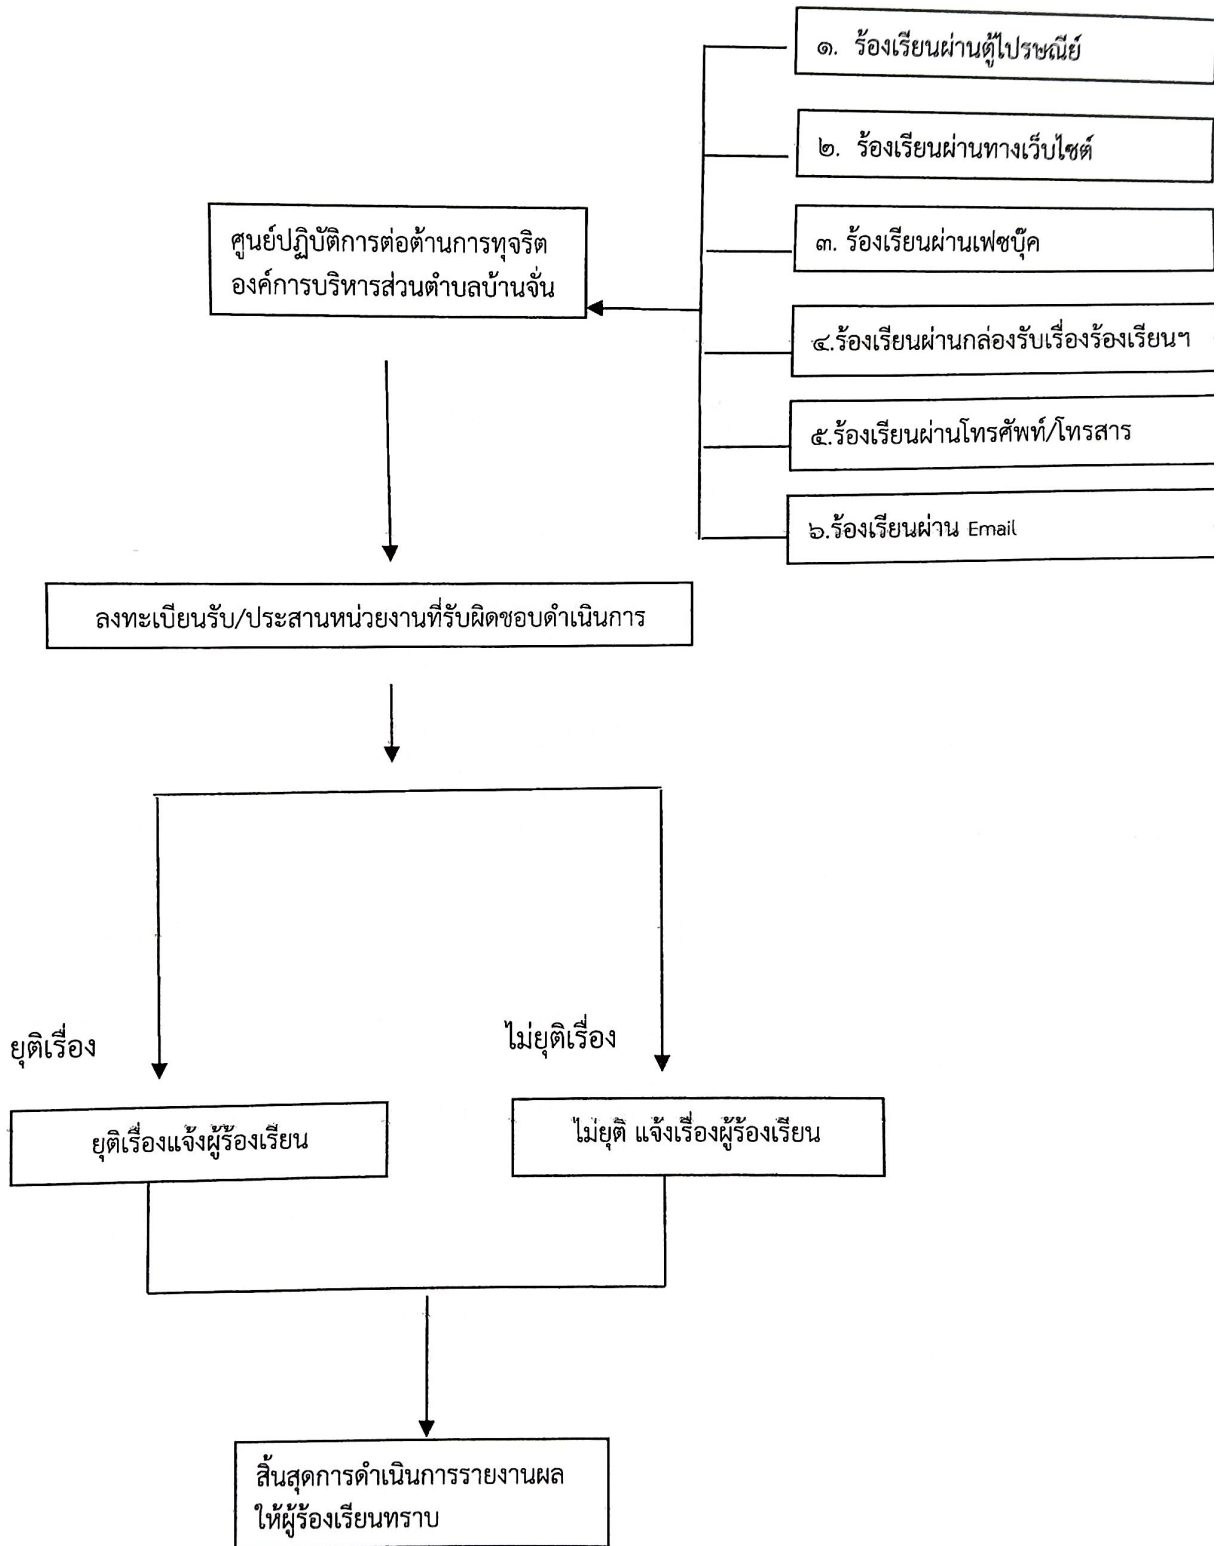 ๑. ร้องเรียนผ่านตู้ไปรษณีย์
๒. ร้องเรียนผ่านทางเว็บไซต์
๓. ร้องเรียนผ่านเฟซบุ๊ค
๔.ร้องเรียนผ่านกล่องรับเรื่องร้องเรียนฯ
๕.ร้องเรียนผ่านโทรศัพท์/โทรสาร
๖.ร้องเรียนผ่าน Email
ศูนย์ปฏิบัติการต่อต้านการทุจริต
องค์การบริหารส่วนตำบลบ้านจั่น
ลงทะเบียนรับ/ประสานหน่วยงานที่รับผิดชอบดำเนินการ
ยุติเรื่อง
ไม่ยุติเรื่อง
ยุติเรื่องแจ้งผู้ร้องเรียน
ไม่ยุติ แจ้งเรื่องผู้ร้องเรียน
สิ้นสุดการดำเนินการรายงานผล
ให้ผู้ร้องเรียนทราบ